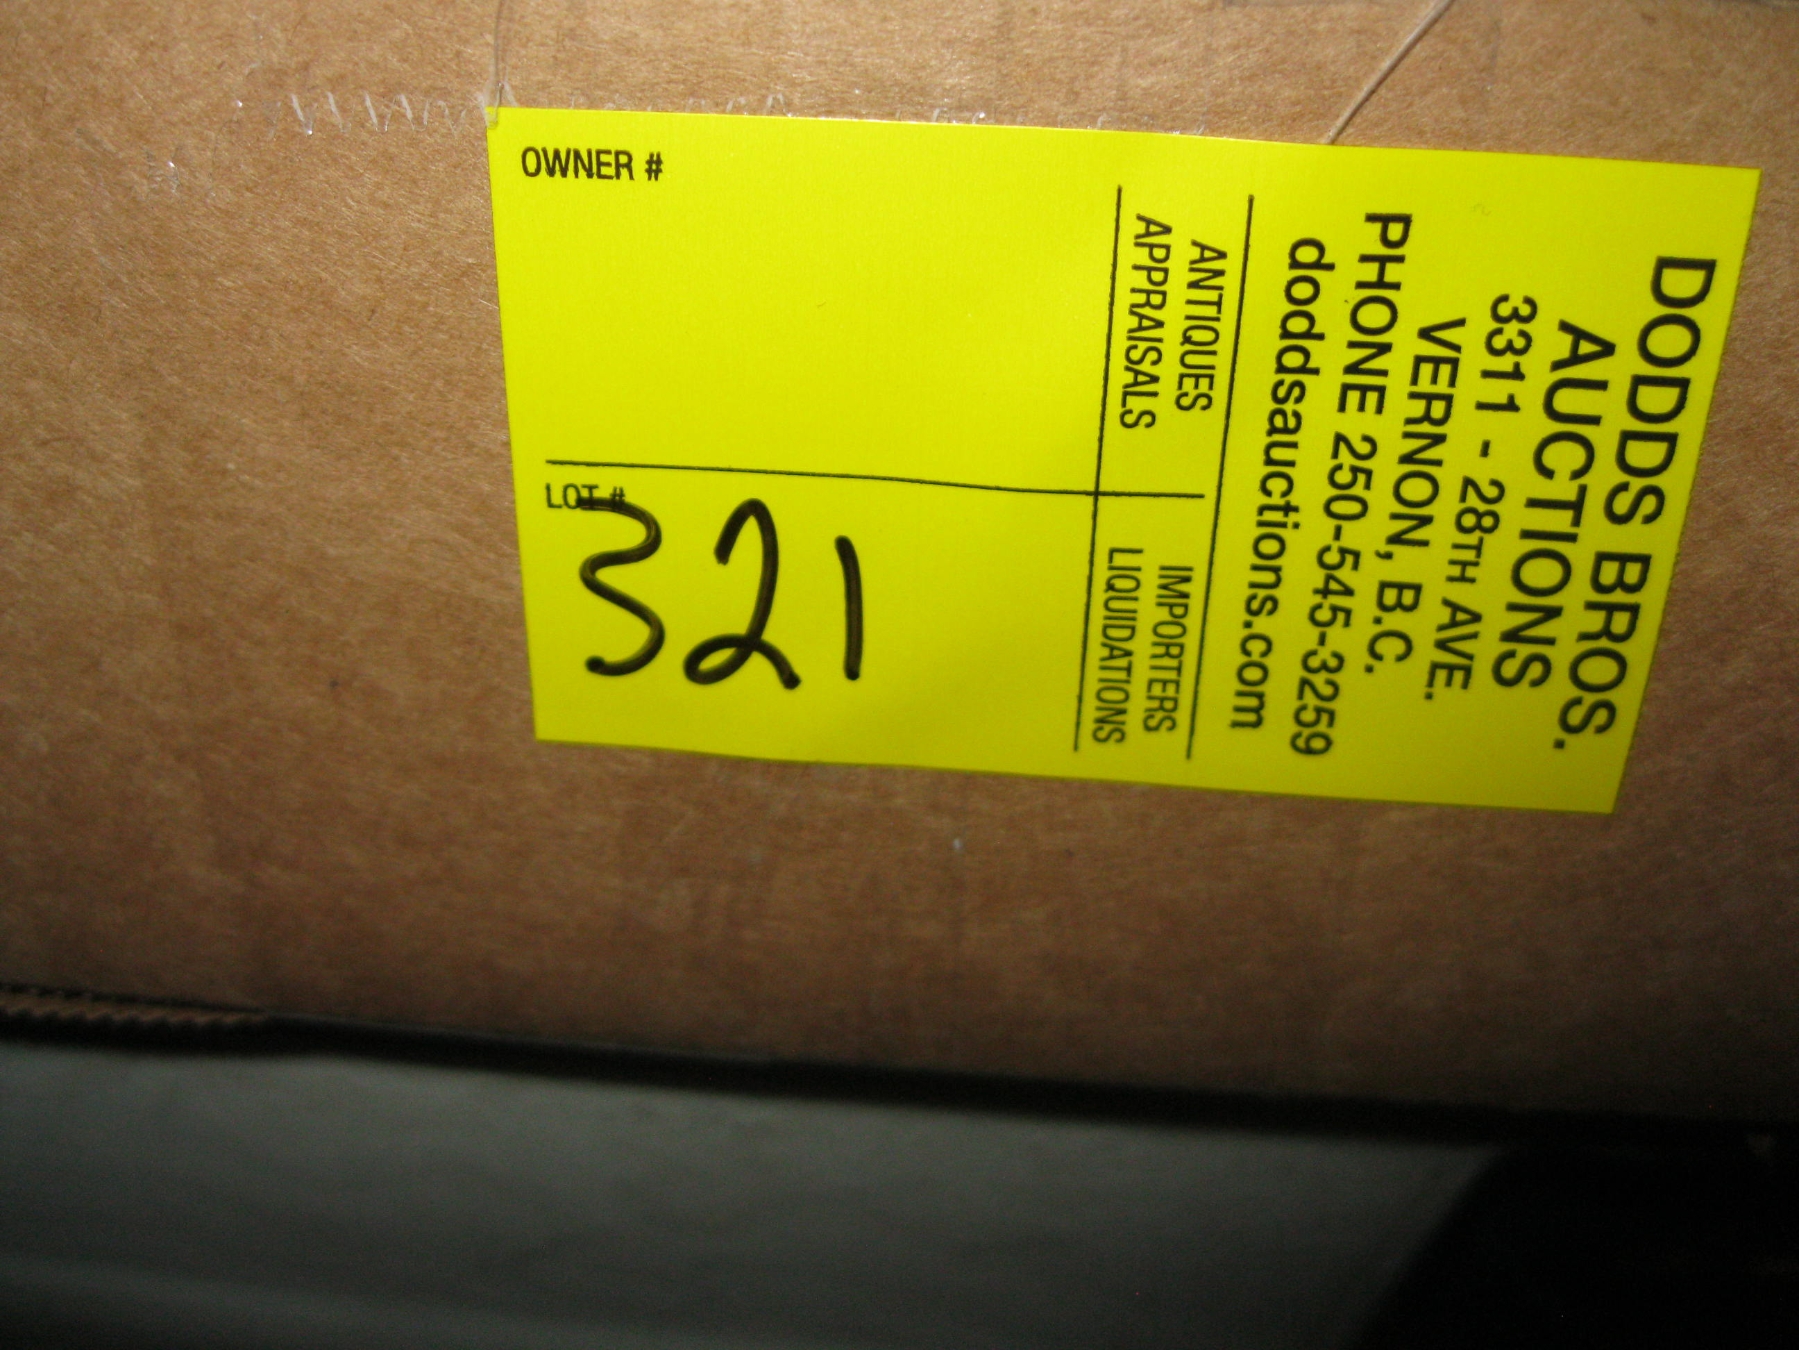 DODDS BROS.
AUCTIONS
3311 - 28TH AVE.
VERNON, B.C.
PHONE 250-545-3259
doddsauctions.com
ANTIQUES
APPRAISALS
IMPORTERS
LIQUIDATIONS
OWNER #
LOT #
321